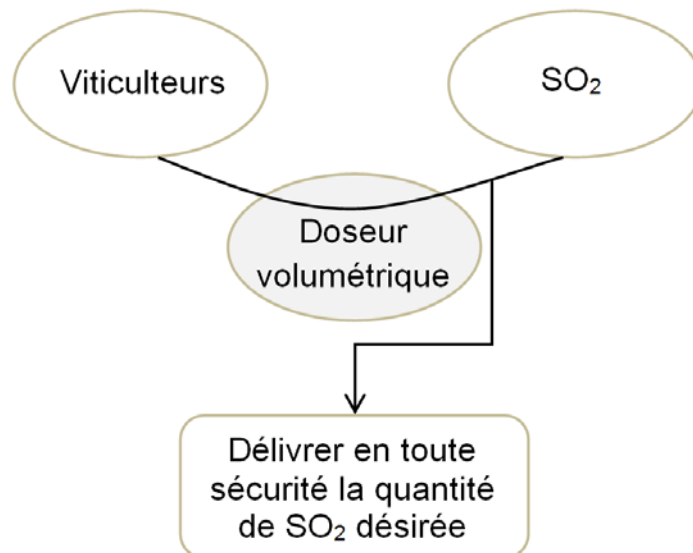 Viticulteurs
SO₂
Doseur
volumétrique
Délivrer en toute
sécurité la quantité
de SO₂ désirée